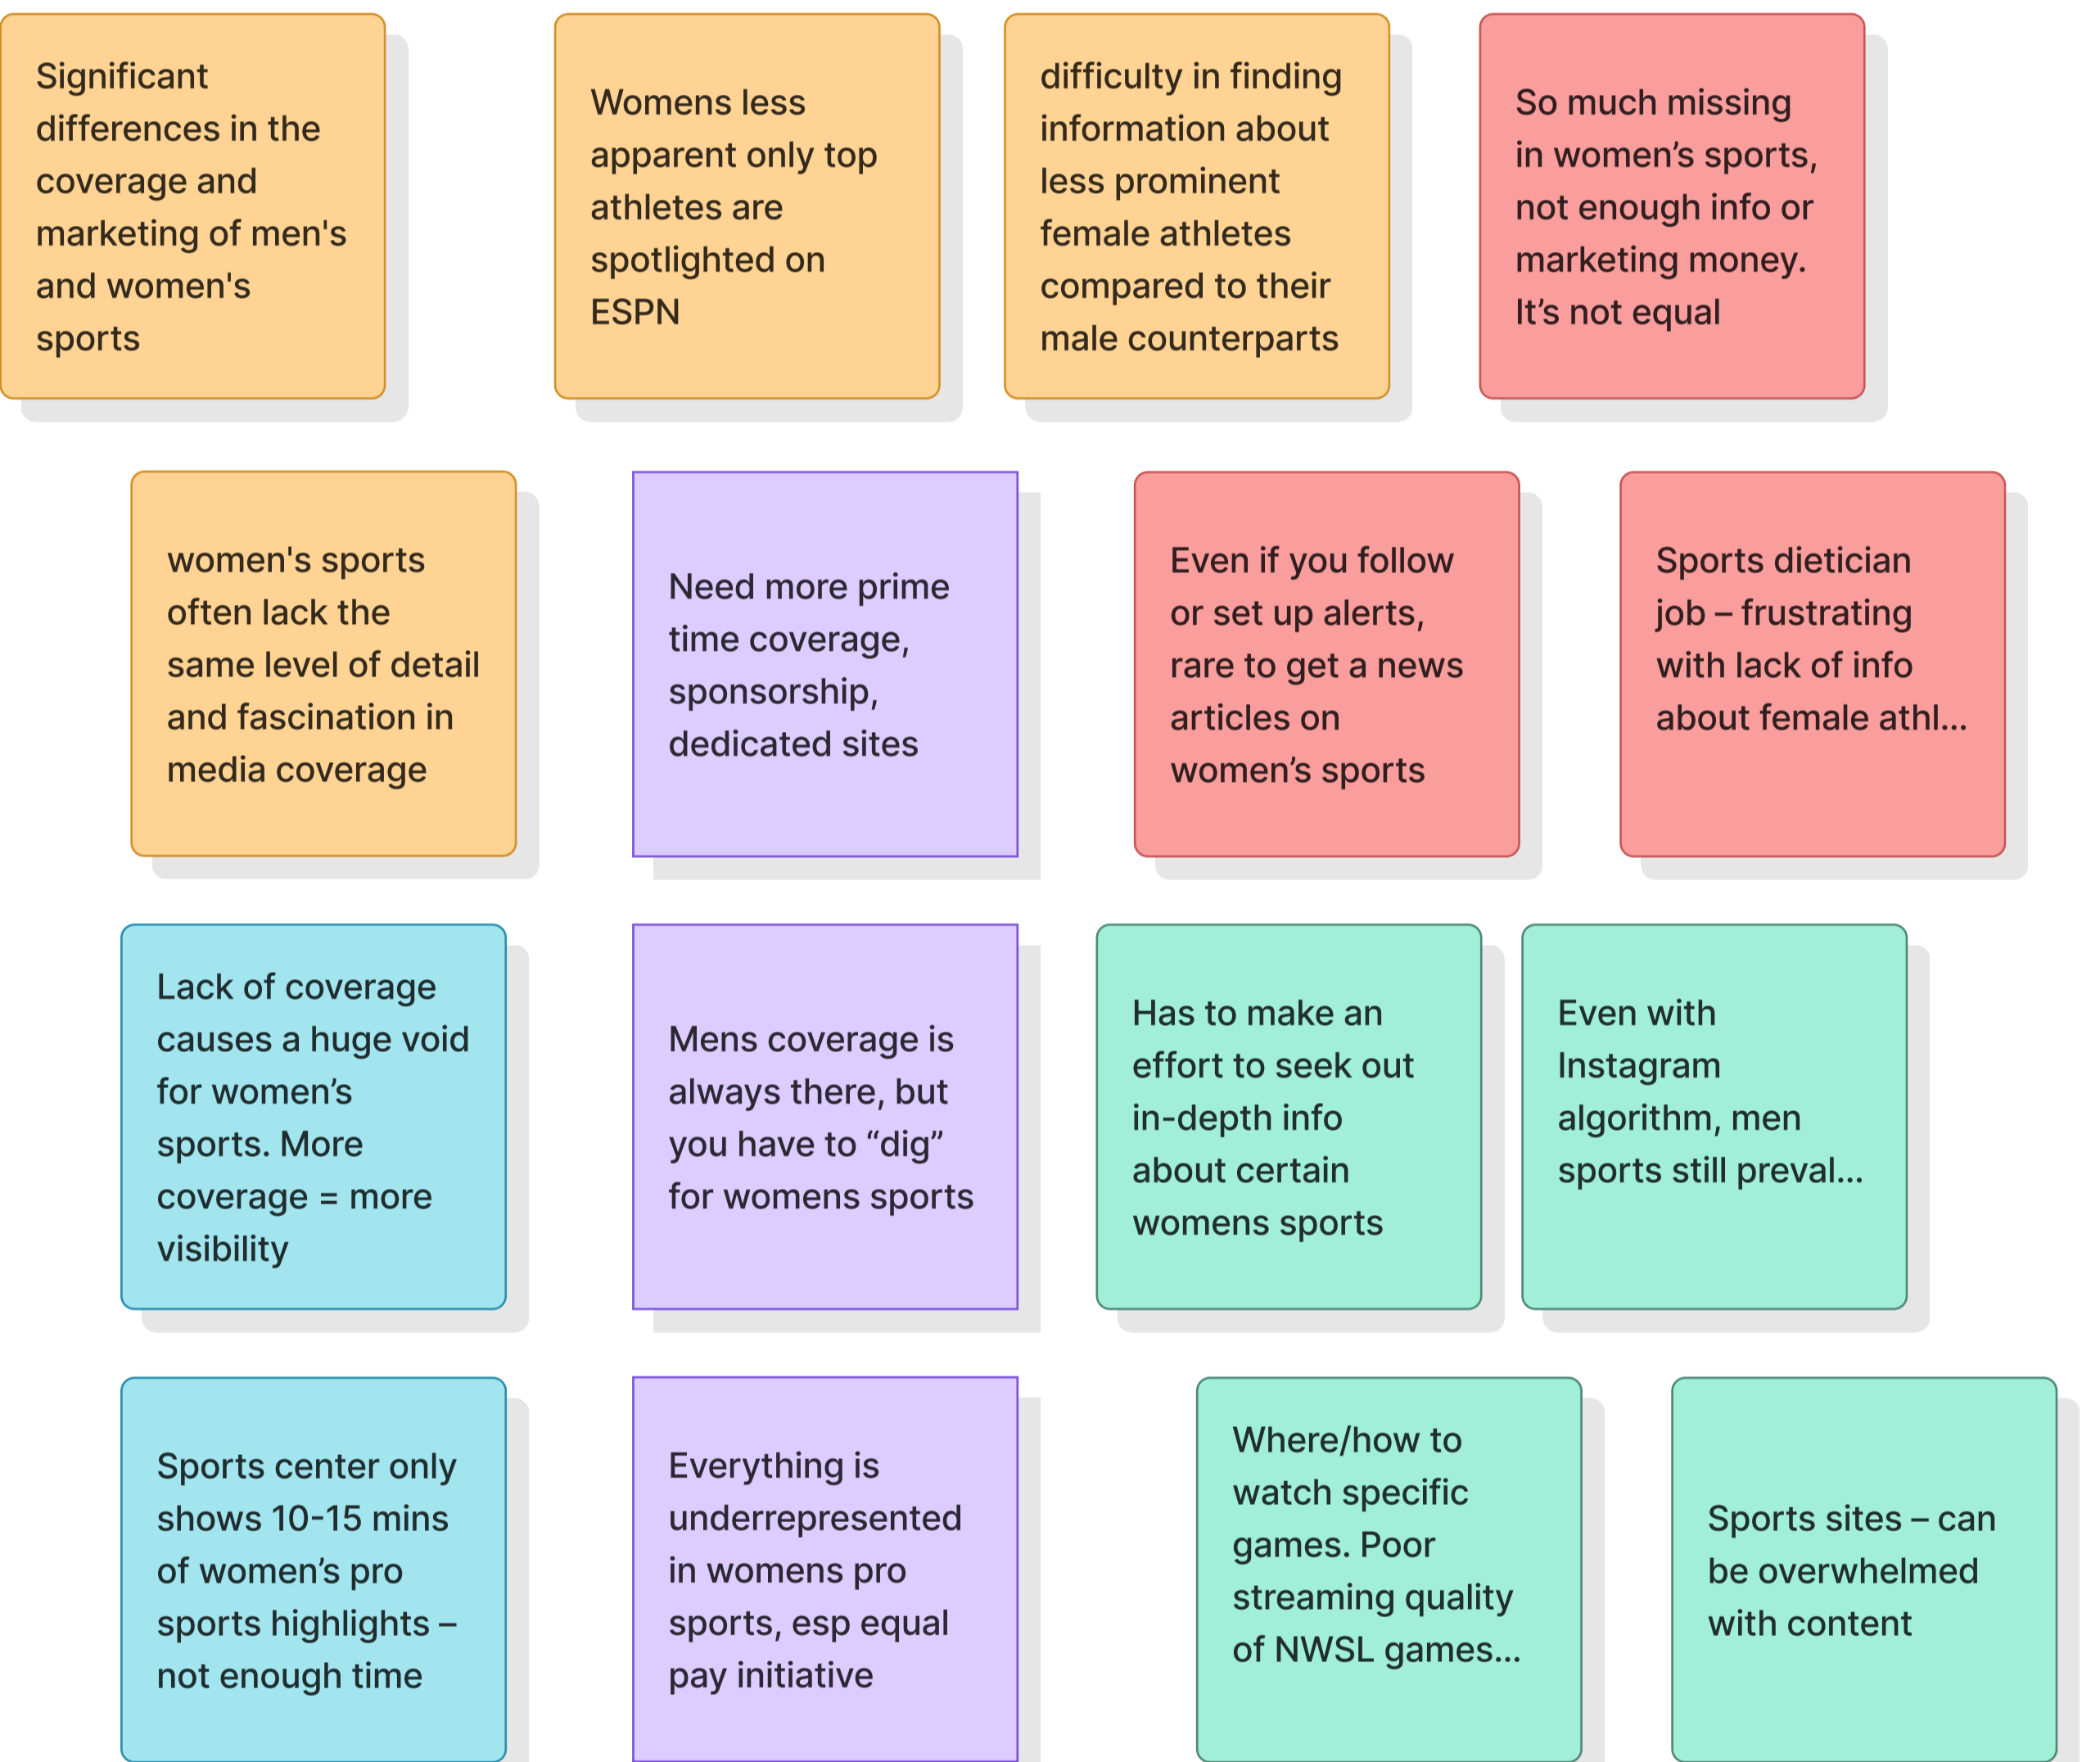 Significant
differences in the
coverage and
marketing of men's
and women's
sports
Womens less
apparent only top
athletes are
spotlighted on
ESPN
difficulty in finding
information about
less prominent
female athletes
compared to their
male counterparts
So much missing
in women’s sports,
not enough info or
marketing money.
It’s not equal
women's sports
often lack the
same level of detail
and fascination in
media coverage
Need more prime
time coverage,
sponsorship,
dedicated sites
Even if you follow
or set up alerts,
rare to get a news
articles on
women’s sports
Sports dietician
job – frustrating
with lack of info
about female athl...
Lack of coverage
causes a huge void
for women’s
sports. More
coverage = more
visibility
Mens coverage is
always there, but
you have to “dig”
for womens sports
Has to make an
effort to seek out
in-depth info
about certain
womens sports
Even with
Instagram
algorithm, men
sports still preval...
Sports center only
shows 10-15 mins
of women’s pro
sports highlights –
not enough time
Everything is
underrepresented
in womens pro
sports, esp equal
pay initiative
Where/how to
watch specific
games. Poor
streaming quality
of NWSL games...
Sports sites – can
be overwhelmed
with content